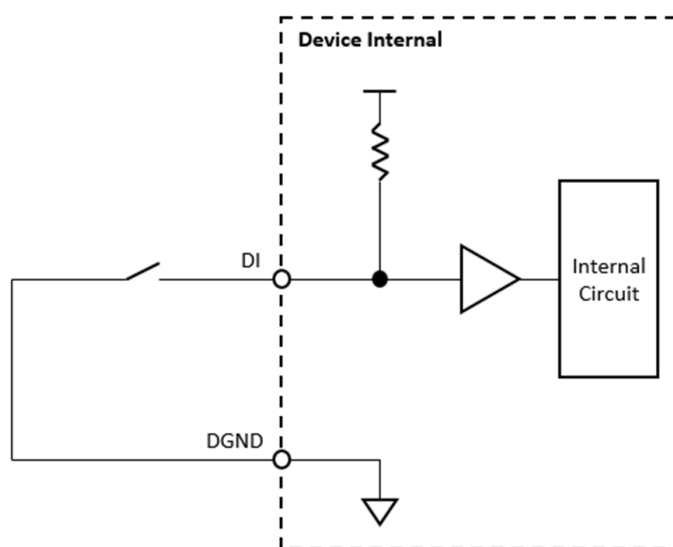 Device Internal
DI
Internal
Circuit
DGND